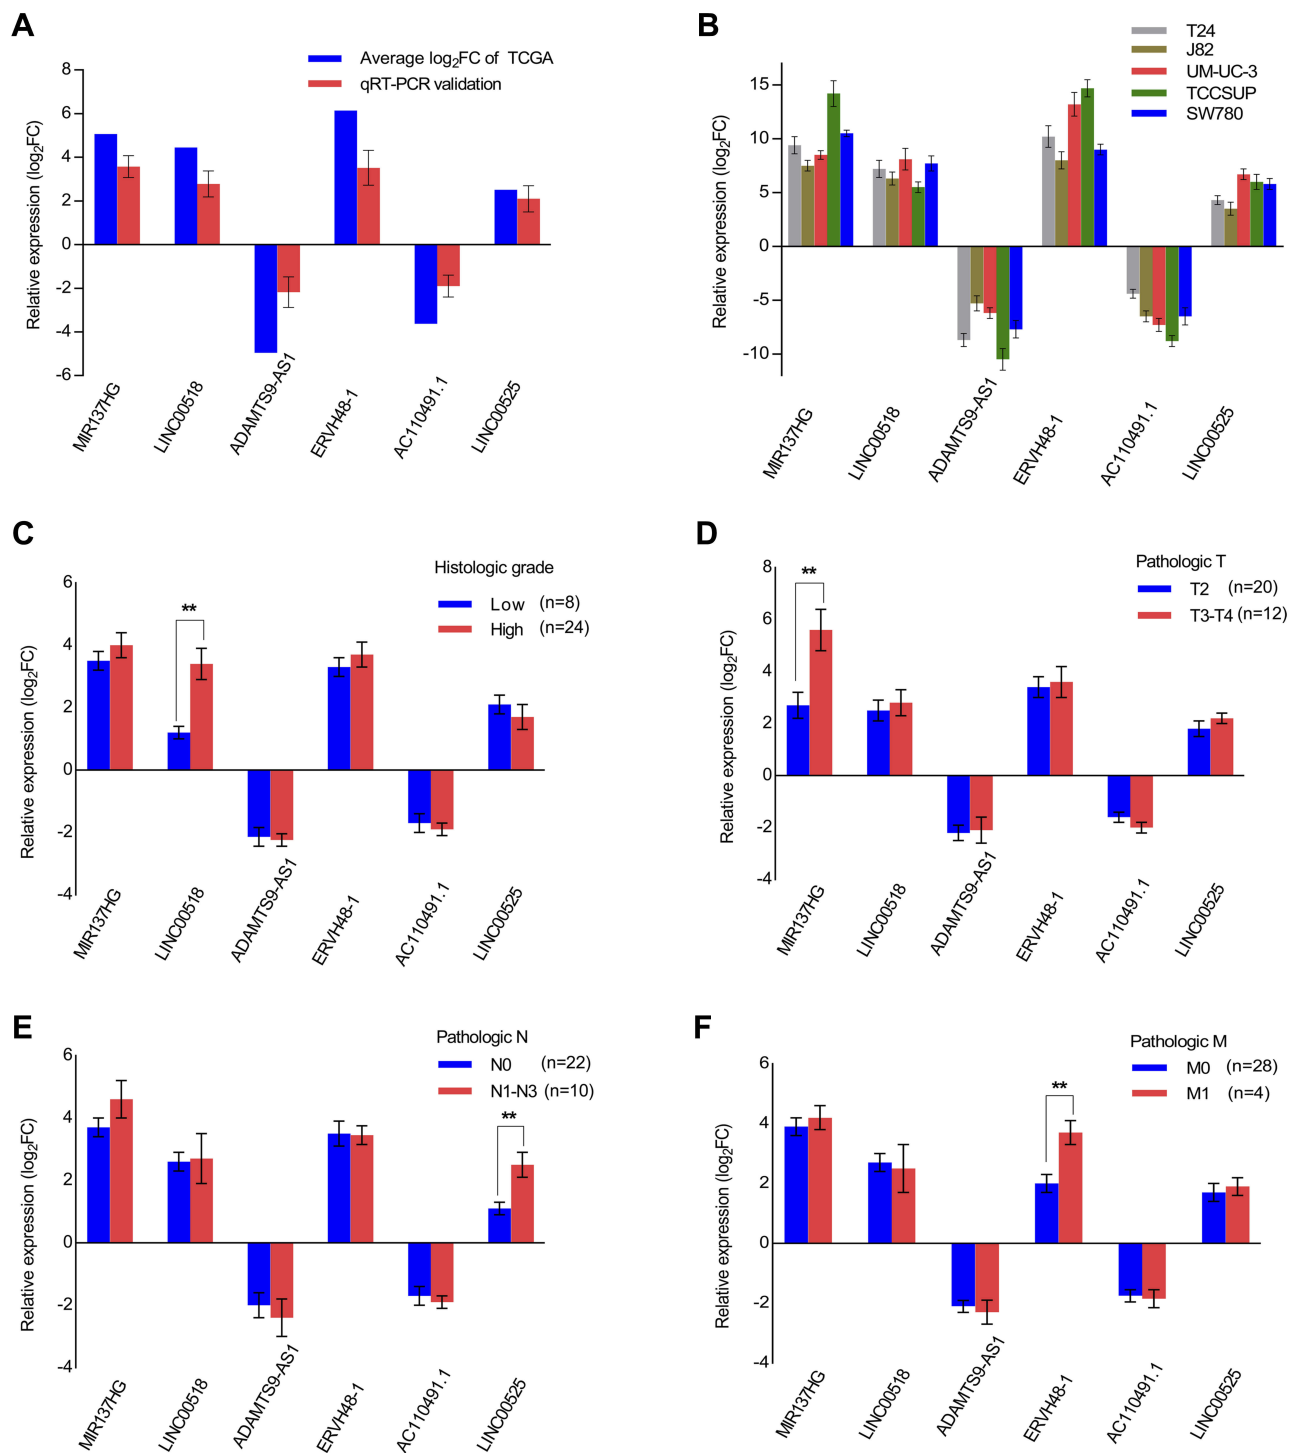 A
Average log2FC of TCGA
qRT-PCR validation
Relative expression (log2FC)
8
6
4
2
0
-2
-4
-6
MIR137HG
LINC00518
ADAMTS9-AS1
ERVH48-1
AC110491.1
LINC00525
B
T24
J82
UM-UC-3
TCCSUP
SW780
Relative expression (log2FC)
15
10
5
0
-5
-10
MIR137HG
LINC00518
ADAMTS9-AS1
ERVH48-1
AC110491.1
LINC00525
C
Histologic grade
Low (n=8)
High (n=24)
**
Relative expression (log2FC)
6
4
2
0
-2
-4
MIR137HG
LINC00518
ADAMTS9-AS1
ERVH48-1
AC110491.1
LINC00525
D
Pathologic T
T2 (n=20)
T3-T4 (n=12)
**
Relative expression (log2FC)
8
6
4
2
0
-2
-4
MIR137HG
LINC00518
ADAMTS9-AS1
ERVH48-1
AC110491.1
LINC00525
E
Pathologic N
N0 (n=22)
N1-N3 (n=10)
**
Relative expression (log2FC)
6
4
2
0
-2
-4
MIR137HG
LINC00518
ADAMTS9-AS1
ERVH48-1
AC110491.1
LINC00525
F
Pathologic M
M0 (n=28)
M1 (n=4)
**
Relative expression (log2FC)
6
4
2
0
-2
-4
MIR137HG
LINC00518
ADAMTS9-AS1
ERVH48-1
AC110491.1
LINC00525